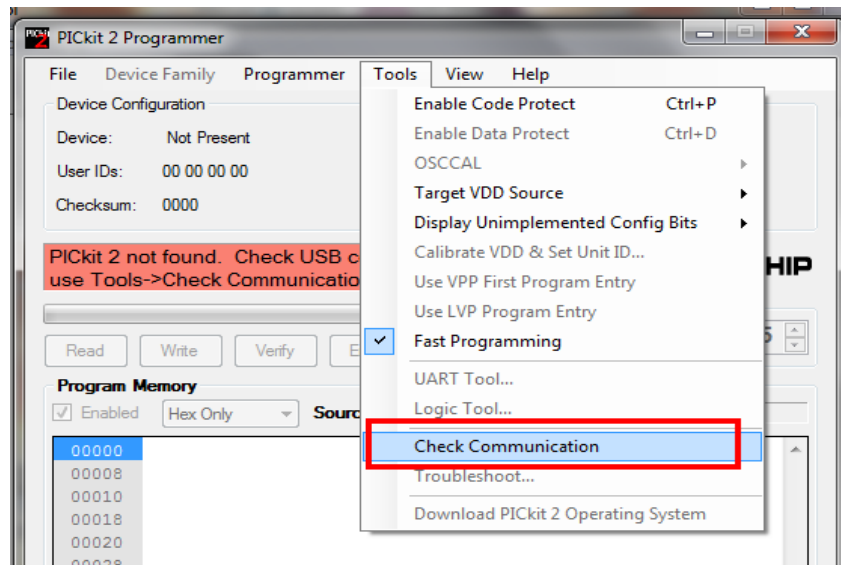 PICkit 2 Programmer
File Device Family Programmer Tools View Help
Device Configuration
Device: Not Present
User IDs: 00 00 00 00
Checksum: 0000
PICkit 2 not found. Check USB
use Tools->Check
HIP
Read Write Verify
Program Memory
Enabled Hex Only
00000
00008
00010
00018
00020
00028
Enable Code Protect Ctrl+P
Enable Data Protect Ctrl+D
OSCCAL
Target VDD Source
Display Unimplemented Config Bits
Calibrate VDD & Set Unit ID...
Use VPP First Program Entry
Use LVP Program Entry
Fast Programming
UART Tool...
Logic Tool...
Check Communication
Troubleshoot...
Download PICkit 2 Operating System